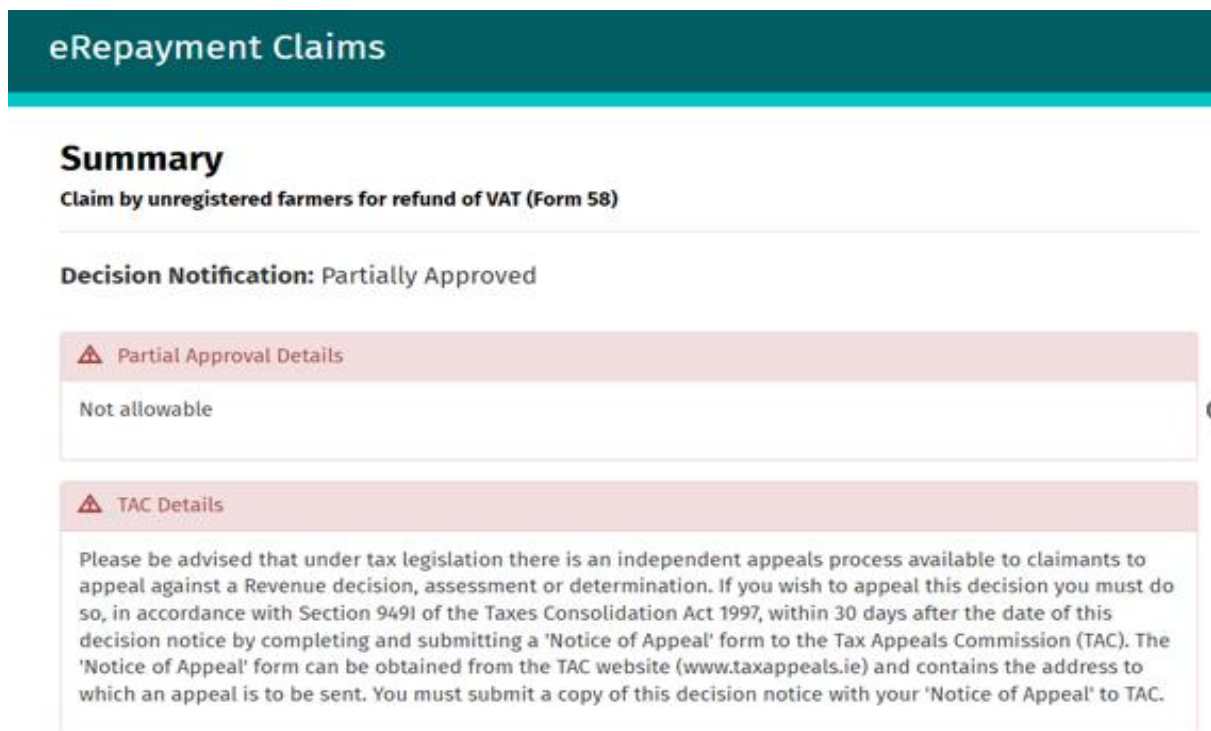 eRepayment Claims
Summary
Claim by unregistered farmers for refund of VAT (Form 58)
Decision Notification: Partially Approved
Partial Approval Details
Not allowable
TAC Details
Please be advised that under tax legislation there is an independent appeals process available to claimants to
appeal against a Revenue decision, assessment or determination. If you wish to appeal this decision you must do
so, in accordance with Section 949I of the Taxes Consolidation Act 1997, within 30 days after the date of this
decision notice by completing and submitting a 'Notice of Appeal' form to the Tax Appeals Commission (TAC). The
'Notice of Appeal' form can be obtained from the TAC website (www.taxappeals.ie) and contains the address to
which an appeal is to be sent. You must submit a copy of this decision notice with your 'Notice of Appeal' to TAC.